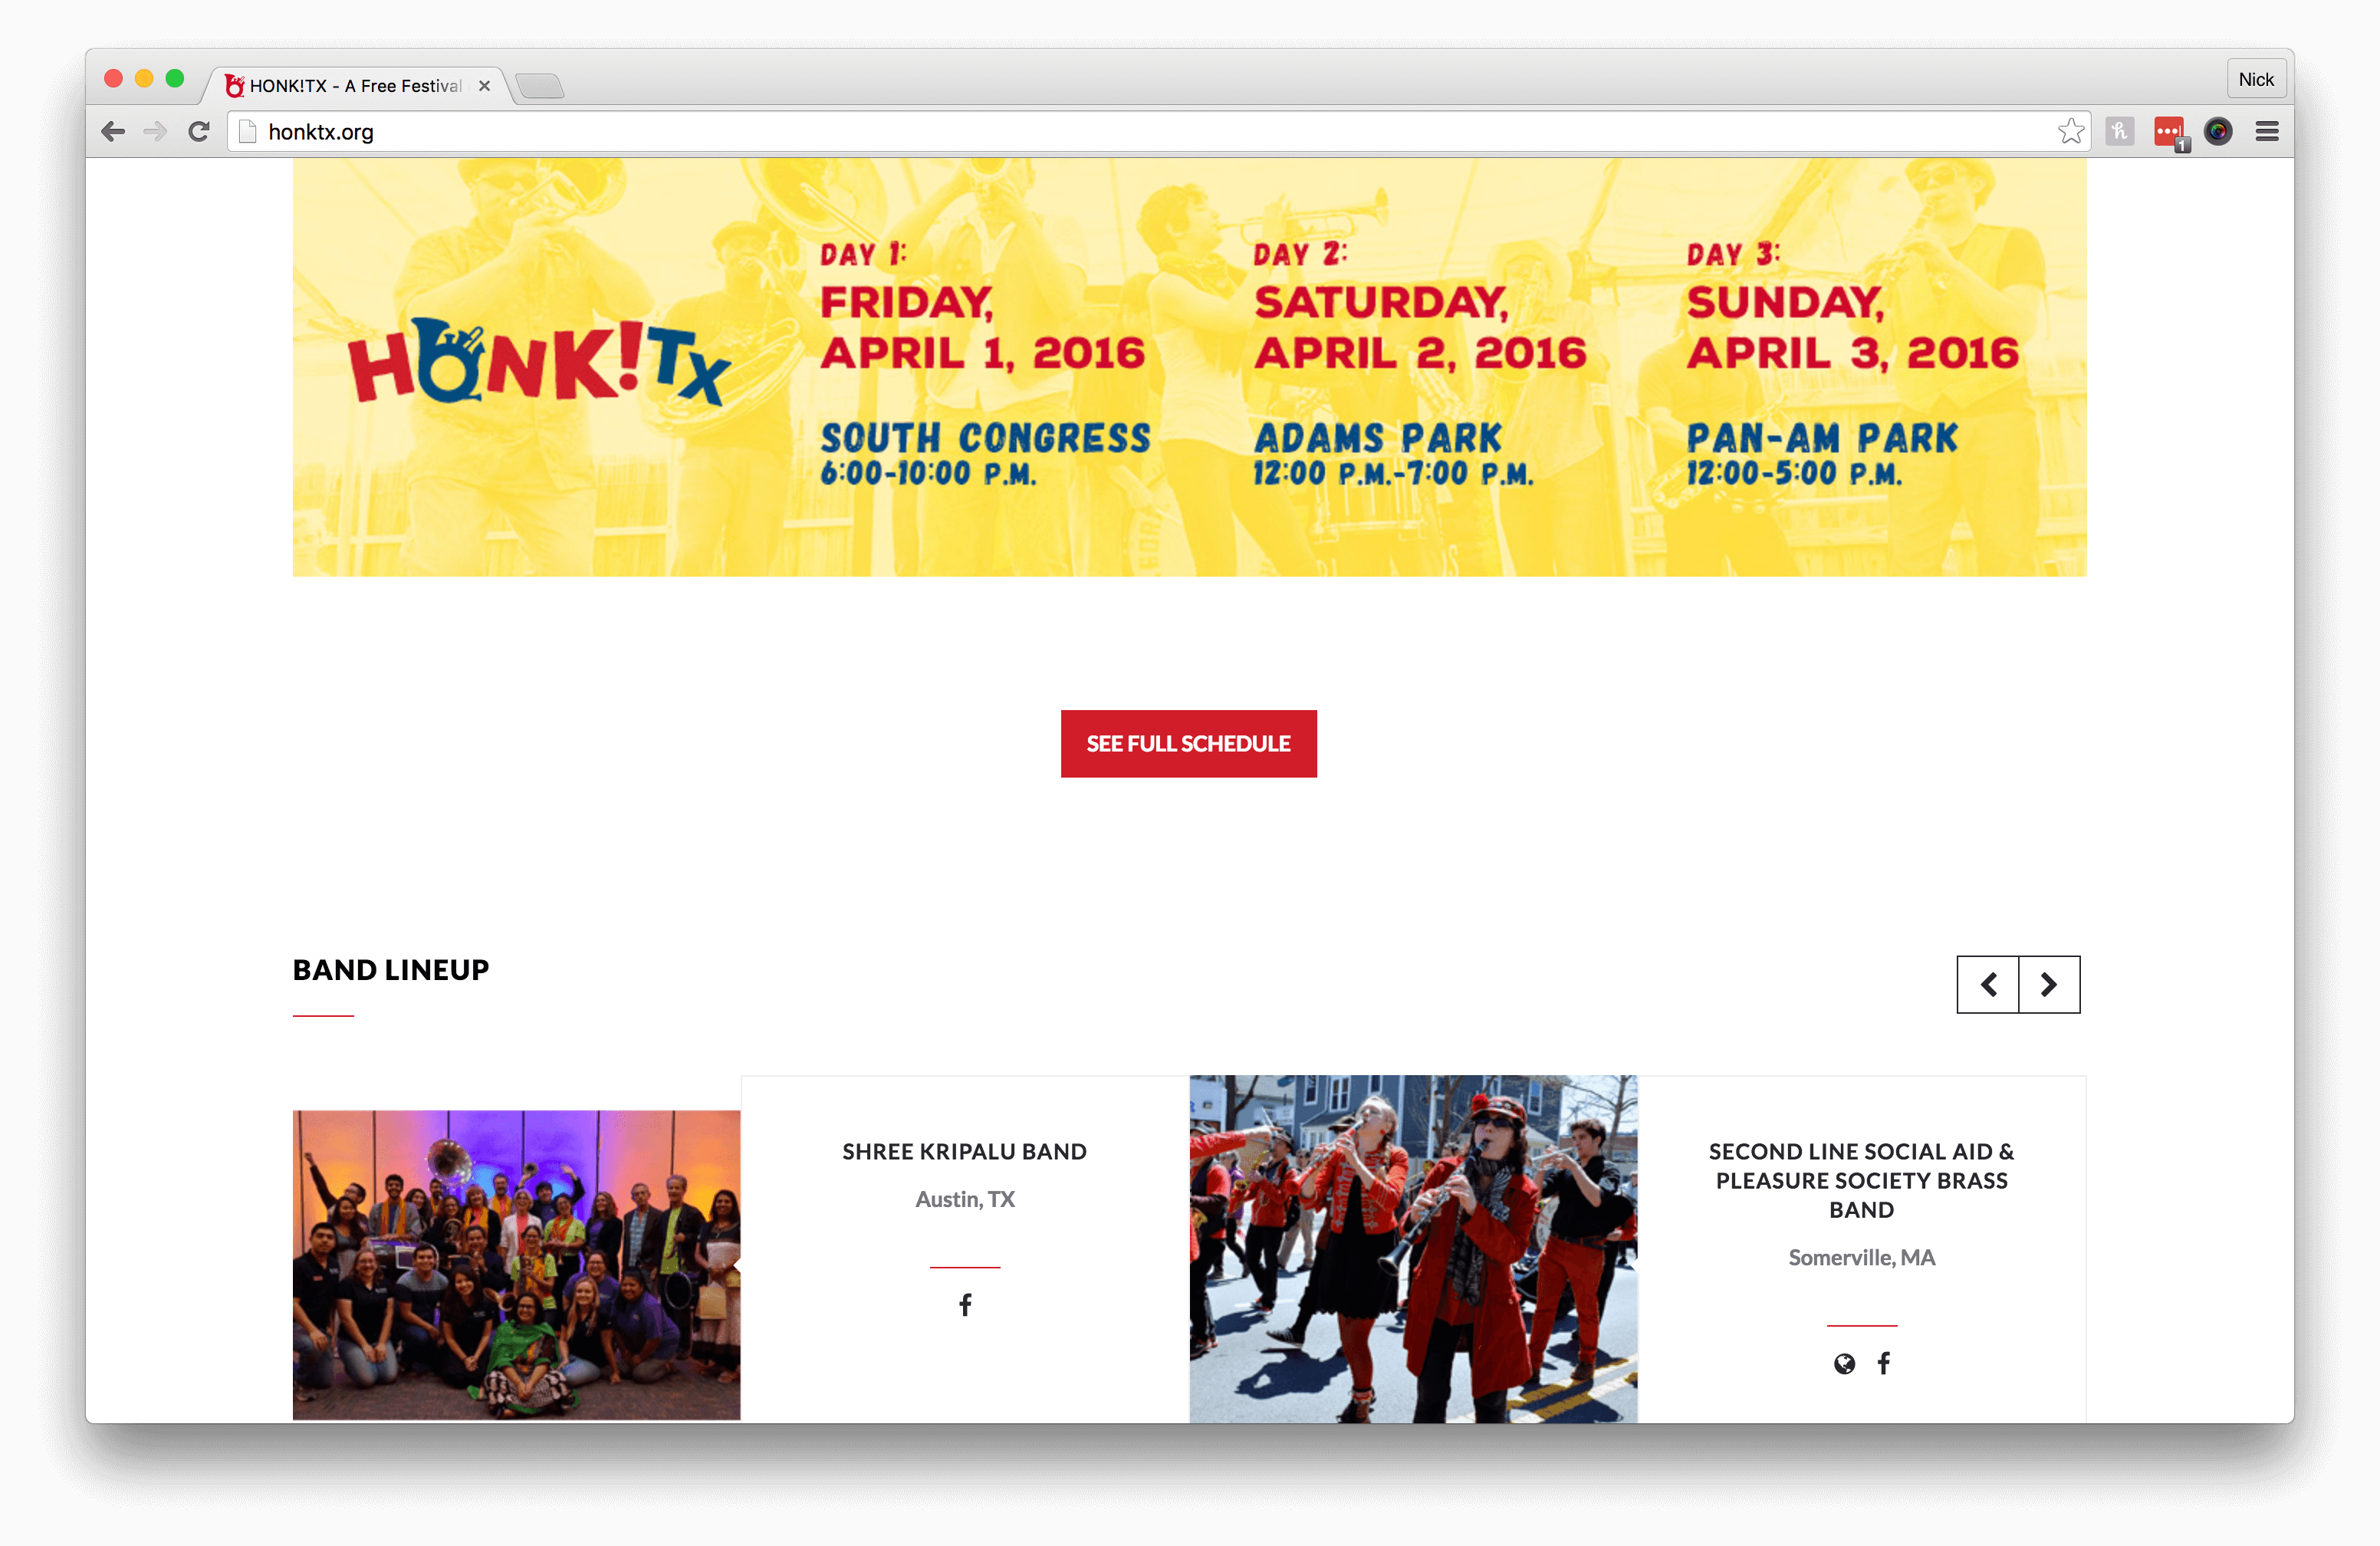 HONK!TX - A Free Festival
Nick
honktx.org
1
HONK!TX
DAY 1:
FRIDAY,
APRIL 1, 2016
SOUTH CONGRESS
6:00-10:00 P.M.
DAY 2:
SATURDAY,
APRIL 2, 2016
ADAMS PARK
12:00 P.M.-7:00 P.M.
DAY 3:
SUNDAY,
APRIL 3, 2016
PAN-AM PARK
12:00-5:00 P.M.
SEE FULL SCHEDULE
BAND LINEUP
SHREE KRIPALU BAND
Austin, TX
SECOND LINE SOCIAL AID &
PLEASURE SOCIETY BRASS
BAND
Somerville, MA